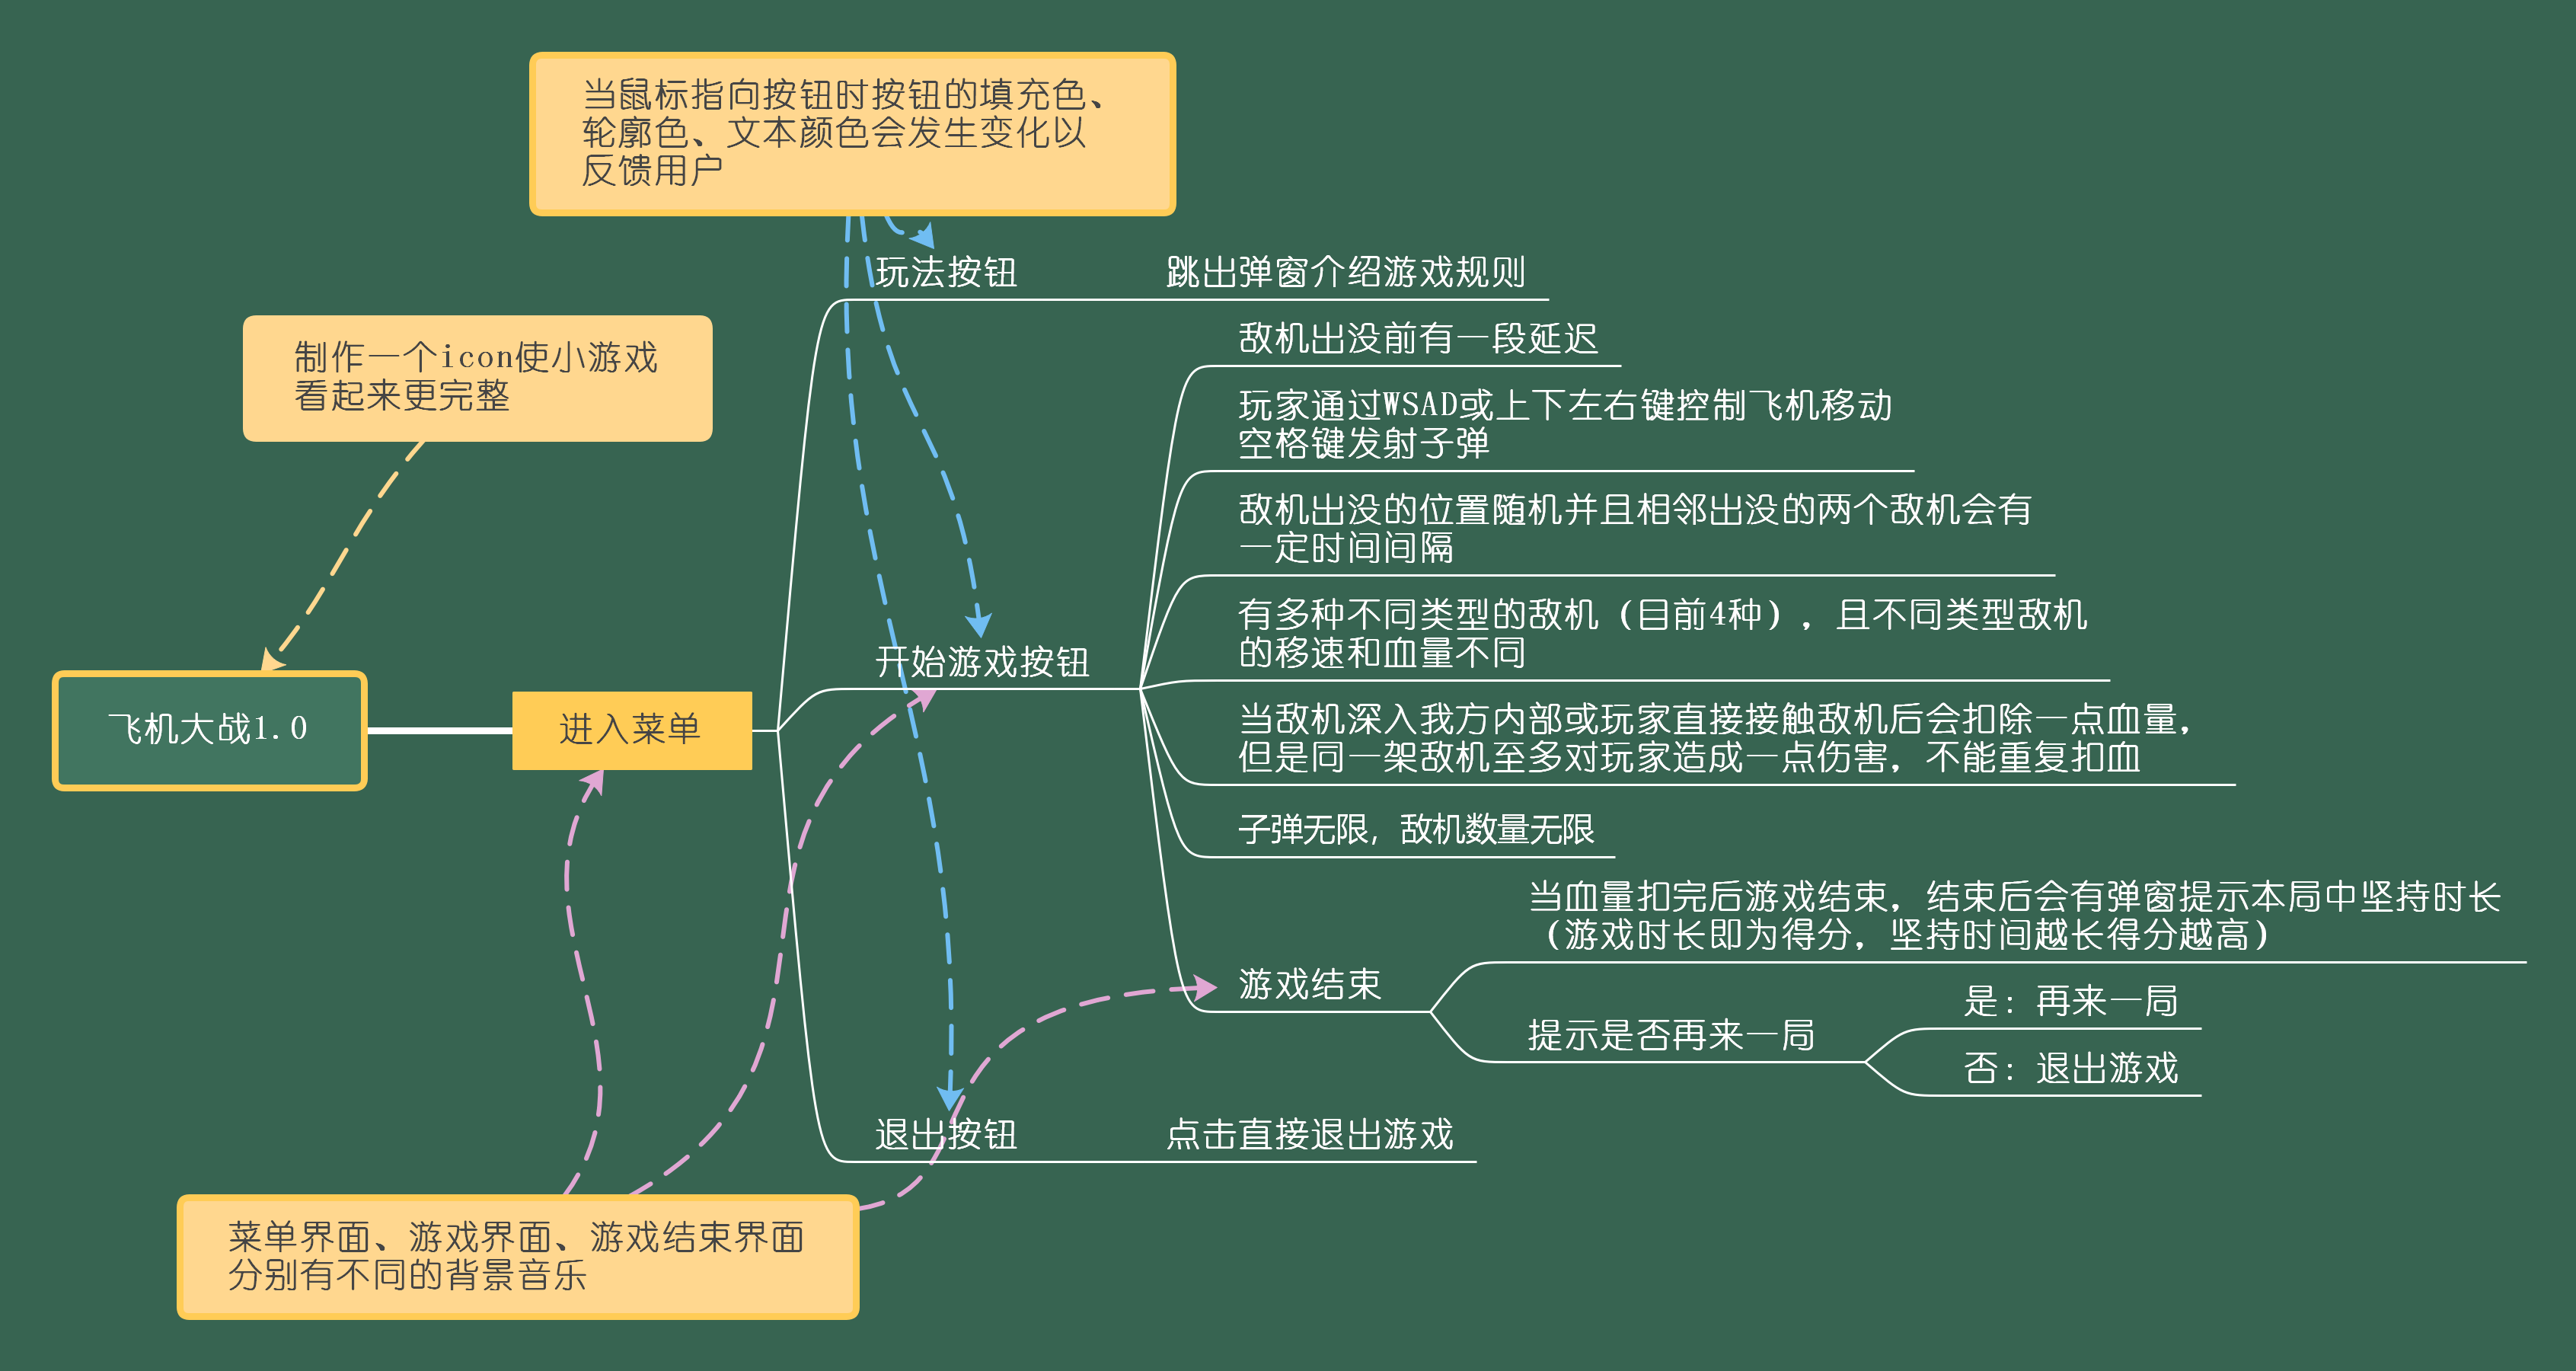 当鼠标指向按钮时按钮的填充色、
轮廓色、文本颜色会发生变化以
反馈用户
玩法按钮
跳出弹窗介绍游戏规则
制作一个icon使小游戏
看起来更完整
敌机出没前有一段延迟
玩家通过WSAD或上下左右键控制飞机移动
空格键发射子弹
敌机出没的位置随机并且相邻出没的两个敌机会有
一定时间间隔
有多种不同类型的敌机（目前4种），且不同类型敌机
的移速和血量不同
开始游戏按钮
飞机大战1.0
进入菜单
当敌机深入我方内部或玩家直接接触敌机后会扣除一点血量，
但是同一架敌机至多对玩家造成一点伤害，不能重复扣血
子弹无限，敌机数量无限
当血量扣完后游戏结束，结束后会有弹窗提示本局中坚持时长
（游戏时长即为得分，坚持时间越长得分越高）
游戏结束
提示是否再来一局
是：再来一局
否：退出游戏
退出按钮
点击直接退出游戏
菜单界面、游戏界面、游戏结束界面
分别有不同的背景音乐